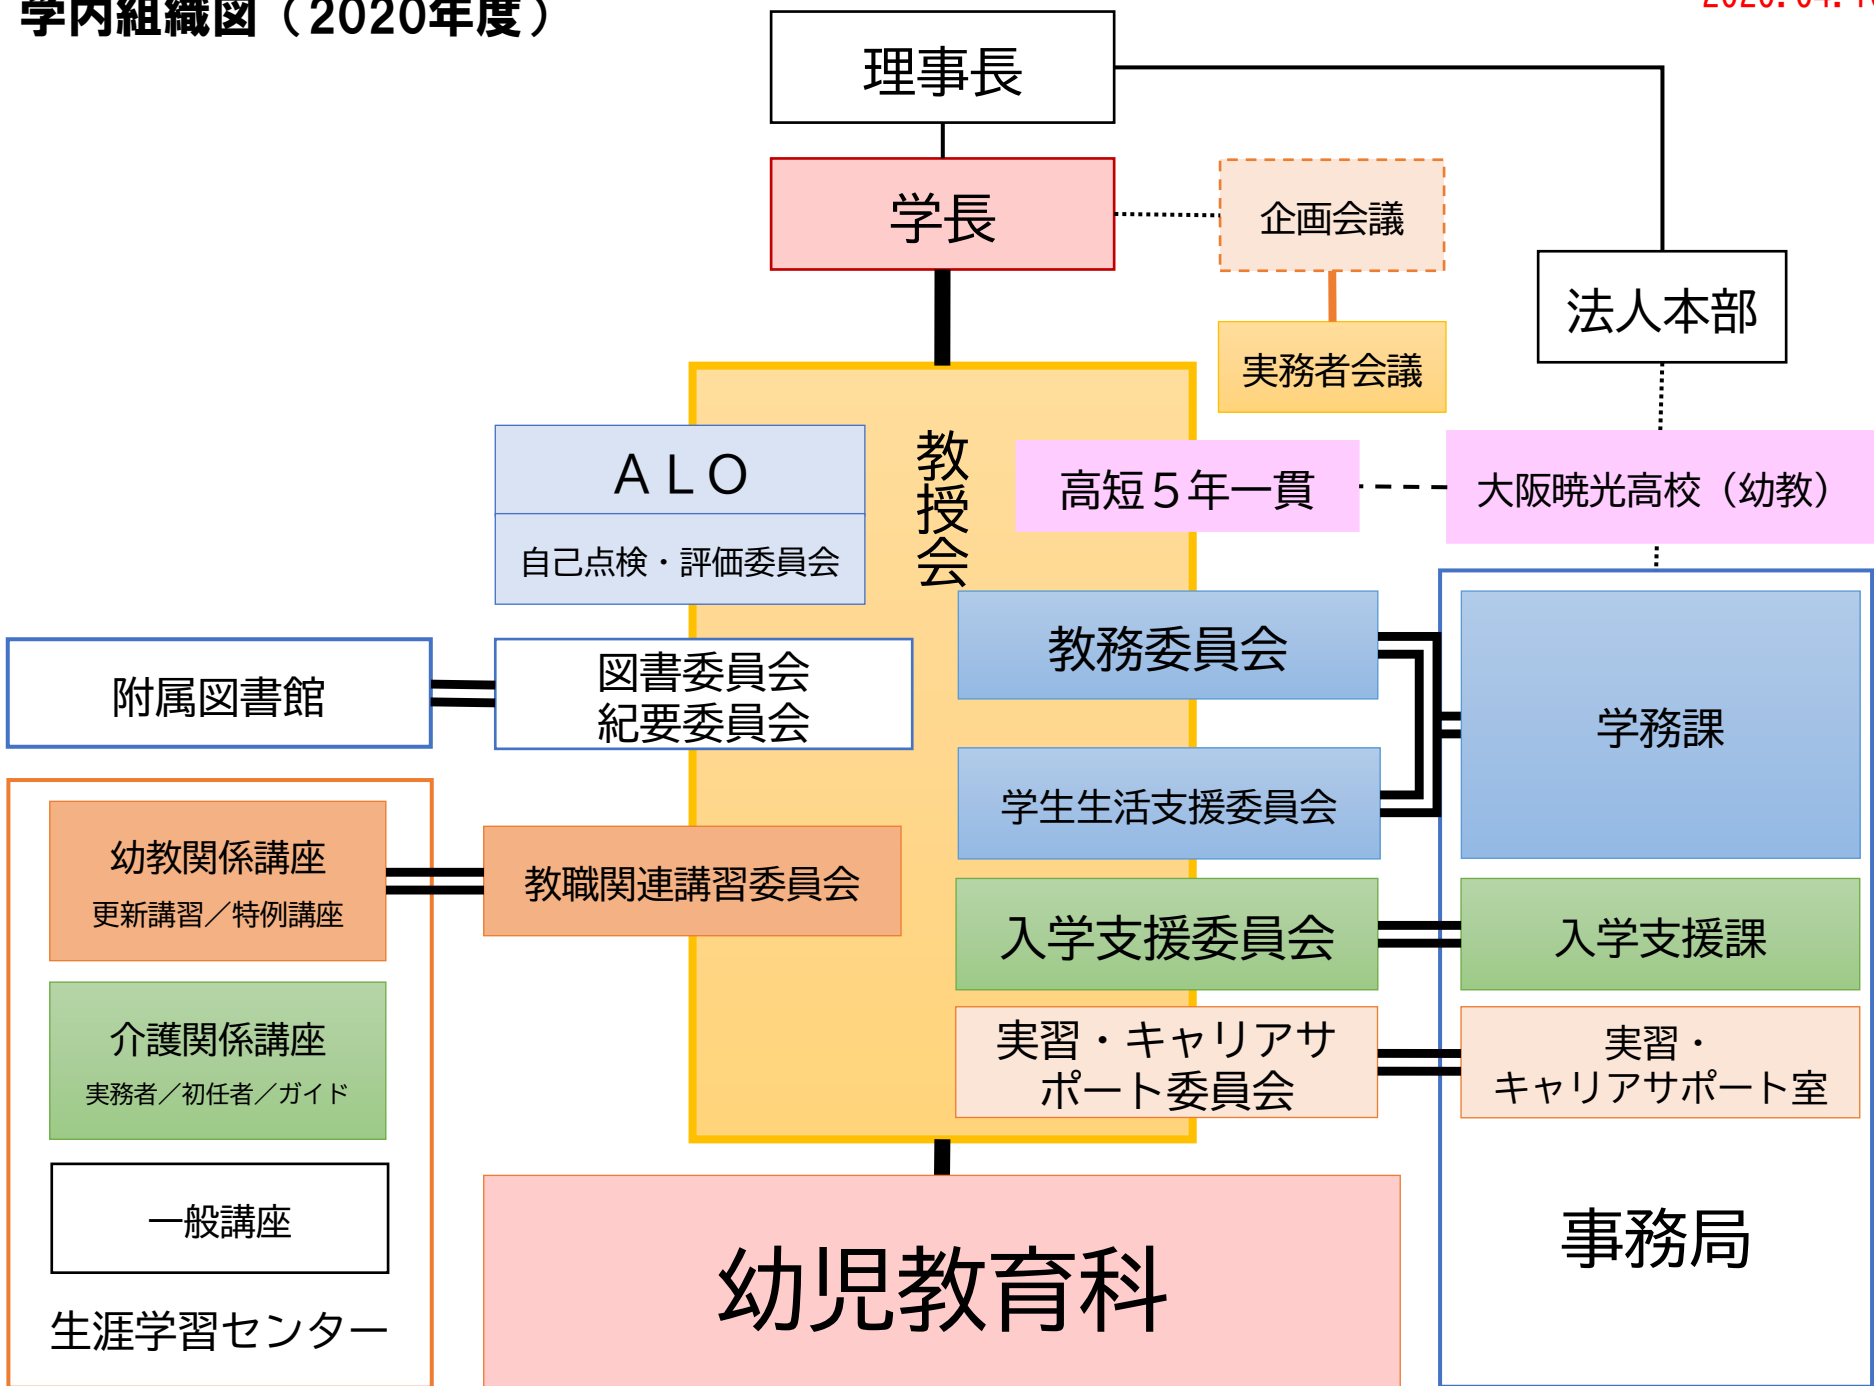 学内組織図（2020年度）
理事長
学長
企画会議
実務者会議
法人本部
教授会
ＡＬＯ
自己点検・評価委員会
高短５年一貫
大阪暁光高校（幼教）
附属図書館
図書委員会
紀要委員会
教務委員会
学生生活支援委員会
学務課
幼教関係講座
更新講習／特例講座
教職関連講習委員会
入学支援委員会
入学支援課
介護関係講座
実務者／初任者／ガイド
実習・キャリアサ
ポート委員会
実習・
キャリアサポート室
一般講座
生涯学習センター
幼児教育科
事務局